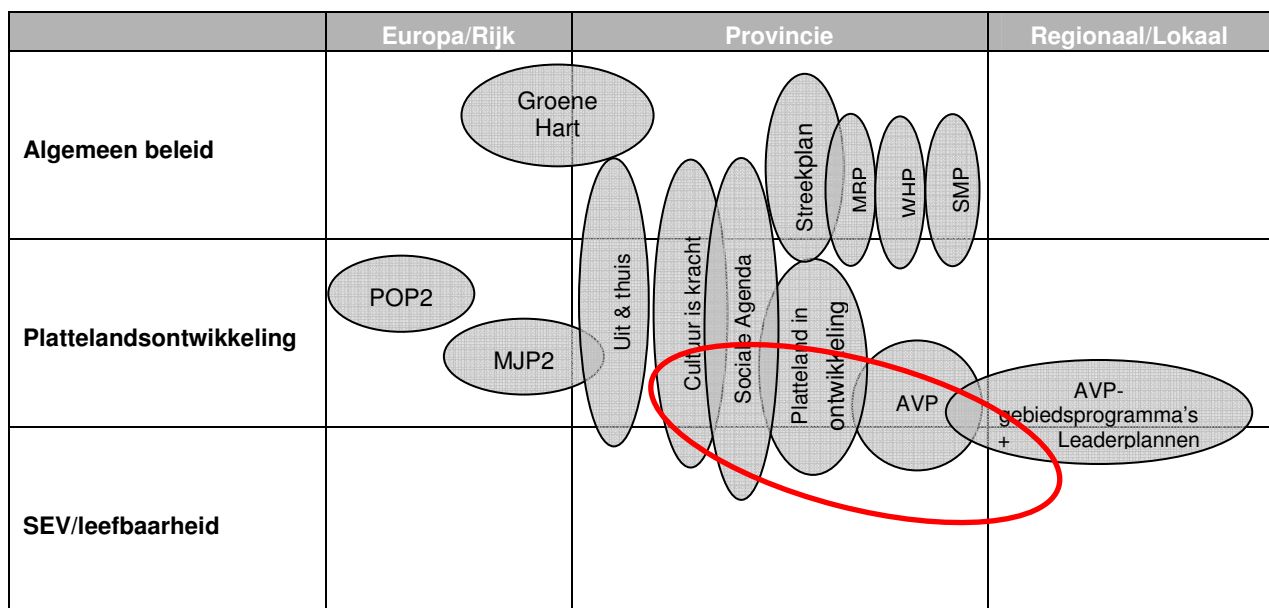 Europa/Rijk
Provincie
Regionaal/Lokaal
Algemeen beleid
Groene
Hart
Streekplan
MRP
WHP
SMP
Plattelandsontwikkeling
POP2
MJP2
Uit & thuis
Cultuur is kracht
Sociale Agenda
Platteland in
ontwikkeling
AVP
AVP-
gebiedsprogramma's
+ Leaderplannen
SEV/leefbaarheid